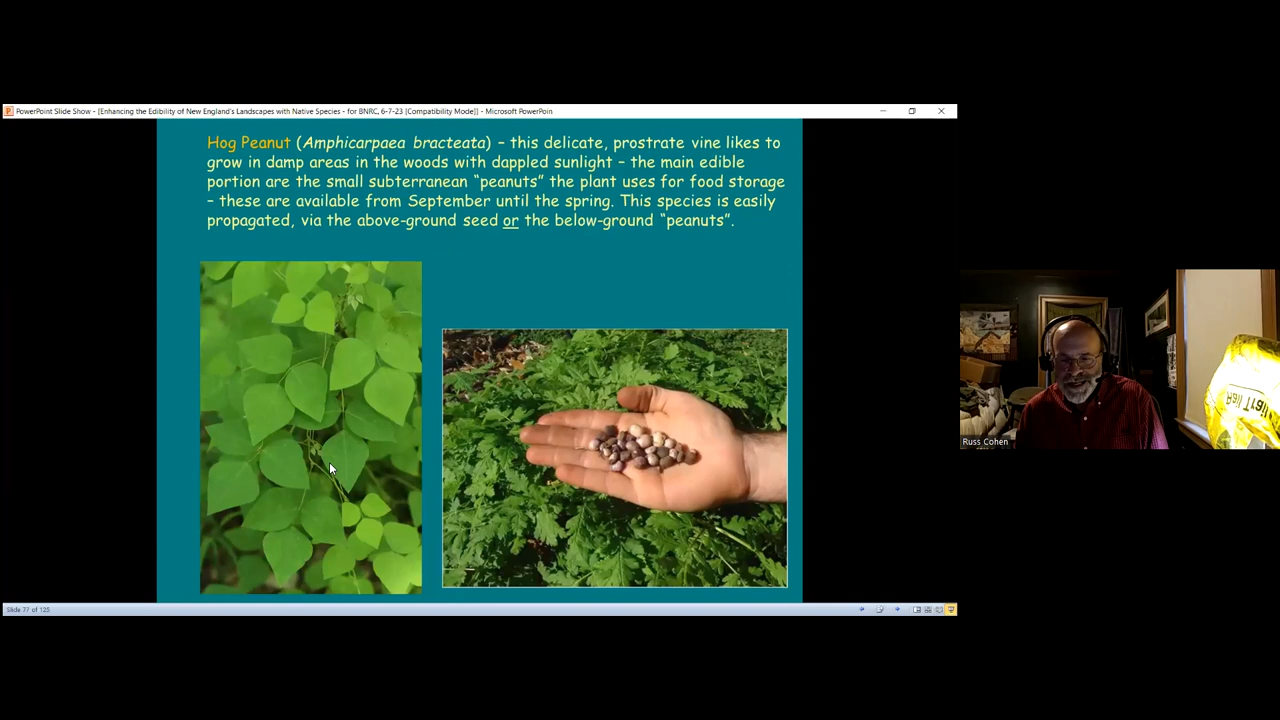 PowerPoint Slide Show - [Enhancing the Edibility of New England's Landscapes with Native Species - for BNRC, 6-7-23 [Compatibility Mode]] - Microsoft PowerPoin
Hog Peanut (Amphicarpaea bracteata) – this delicate, prostrate vine likes to
grow in damp areas in the woods with dappled sunlight – the main edible
portion are the small subterranean “peanuts” the plant uses for food storage
– these are available from September until the spring. This species is easily
propagated, via the above-ground seed or the below-ground “peanuts”.
Russ Cohen
Slide 77 of 125